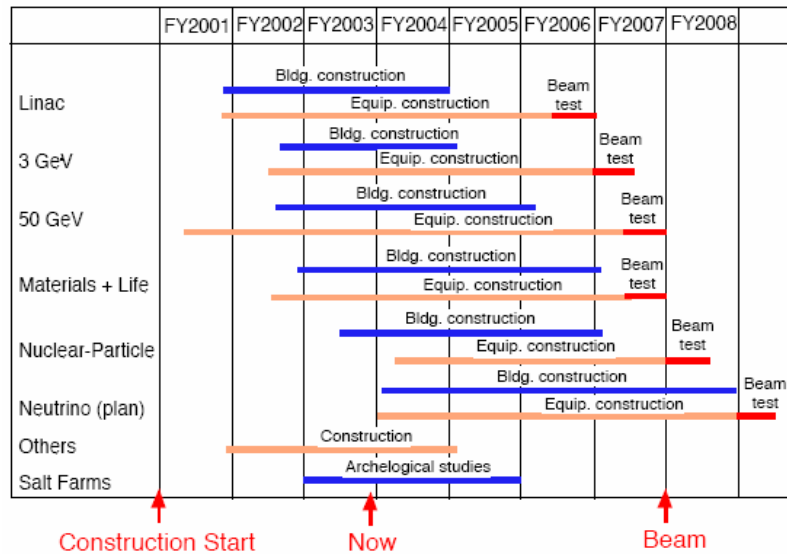 FY2001 FY2002 FY2003 FY2004 FY2005 FY2006 FY2007 FY2008
Bldg. construction
Linac
Equip. construction
Beam
test
Bldg. construction
3 GeV
Equip. construction
Beam
test
Bldg. construction
50 GeV
Equip. construction
Beam
test
Bldg. construction
Materials + Life
Equip. construction
Beam
test
Bldg. construction
Nuclear-Particle
Equip. construction
Beam
test
Bldg. construction
Neutrino (plan)
Equip. construction
Beam
test
Others
Construction
Salt Farms
Archelogical studies
Construction Start
Now
Beam